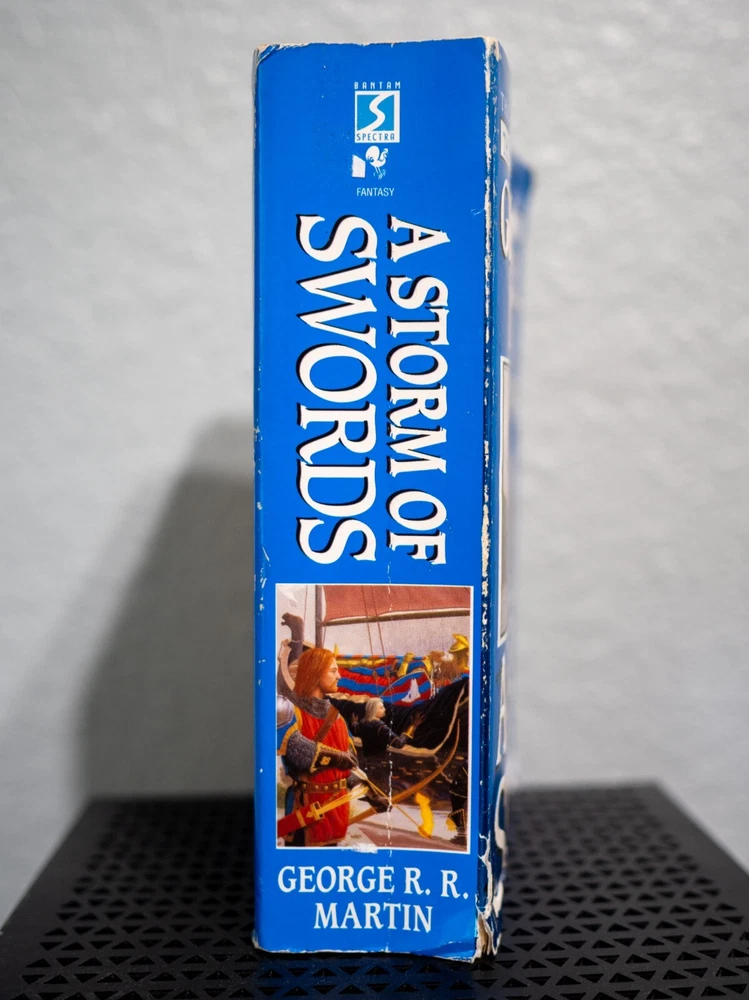 BANTAM
SPECTRA
FANTASY
A STORM OF
SWORDS
GEORGE R. R.
MARTIN